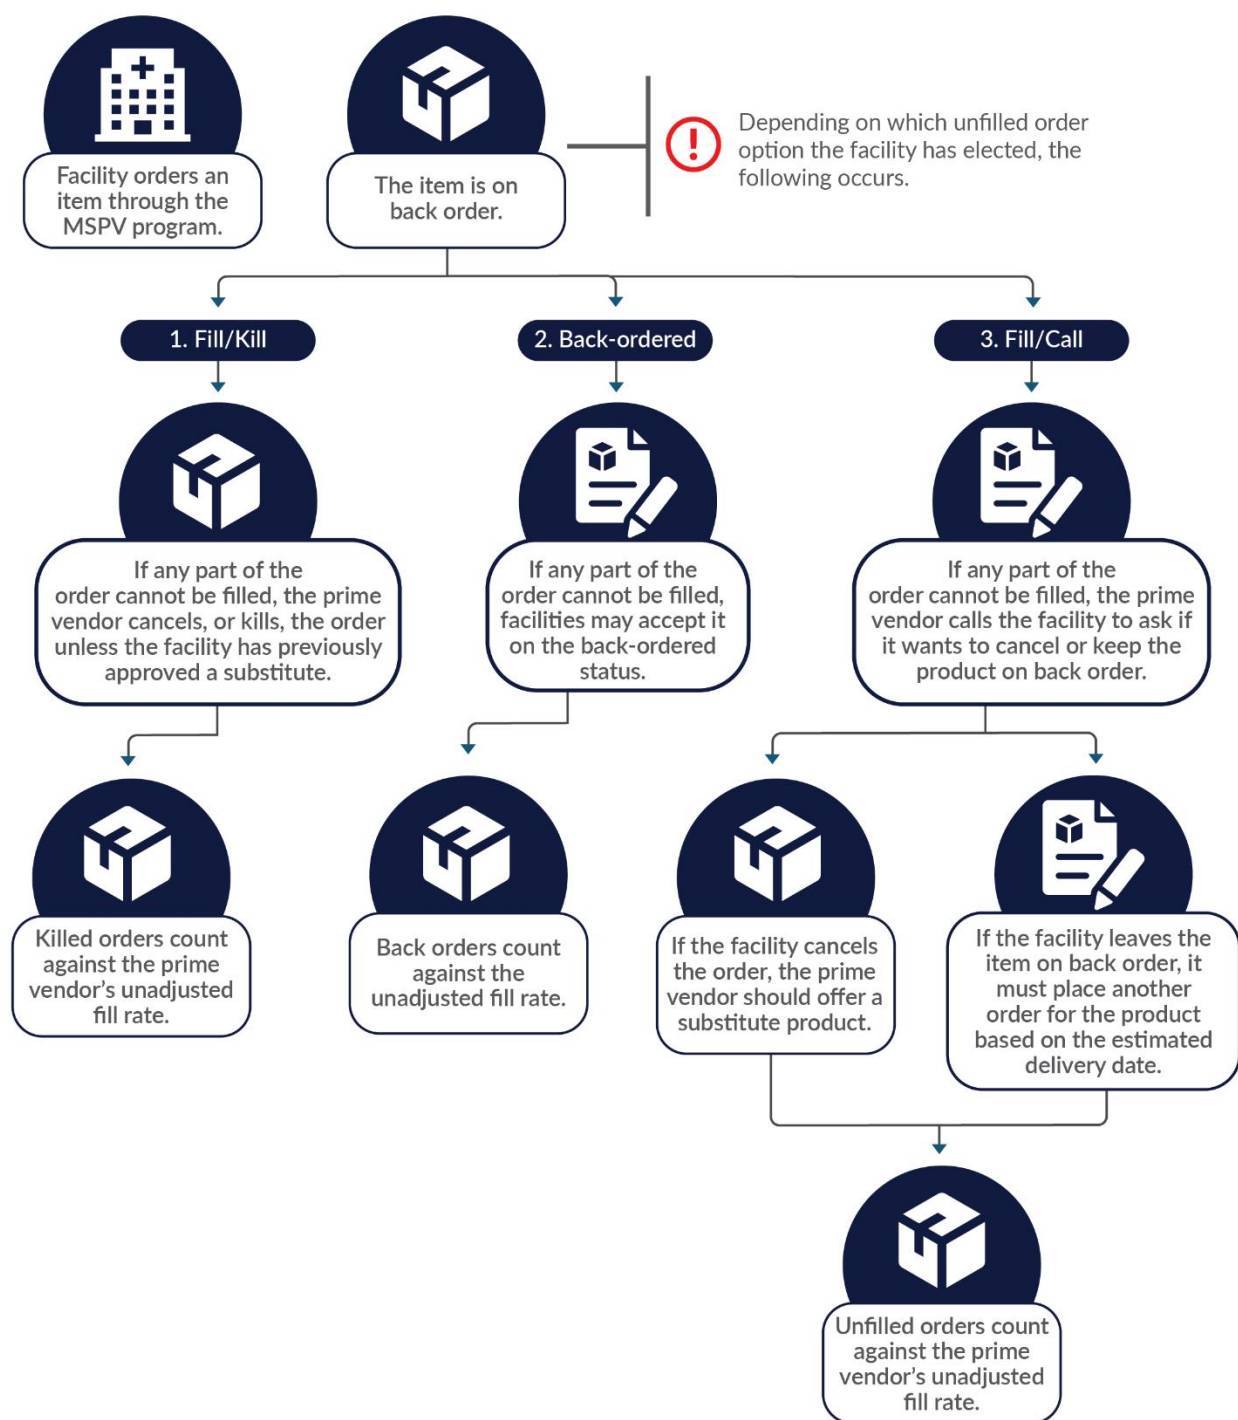 Facility orders an
item through the
MSPV program.
The item is on
back order.
!
Depending on which unfilled order
option the facility has elected, the
following occurs.
1. Fill/Kill
2. Back-ordered
3. Fill/Call
If any part of the
order cannot be filled, the prime
vendor cancels, or kills, the order
unless the facility has previously
approved a substitute.
If any part of the
order cannot be filled,
facilities may accept it
on the back-ordered
status.
If any part of the
order cannot be filled, the prime
vendor calls the facility to ask if
it wants to cancel or keep the
product on back order.
Killed orders count
against the prime
vendor’s unadjusted
fill rate.
Back orders count
against the
unadjusted fill rate.
If the facility cancels
the order, the prime
vendor should offer a
substitute product.
If the facility leaves the
item on back order, it
must place another
order for the product
based on the estimated
delivery date.
Unfilled orders count
against the prime
vendor’s unadjusted
fill rate.